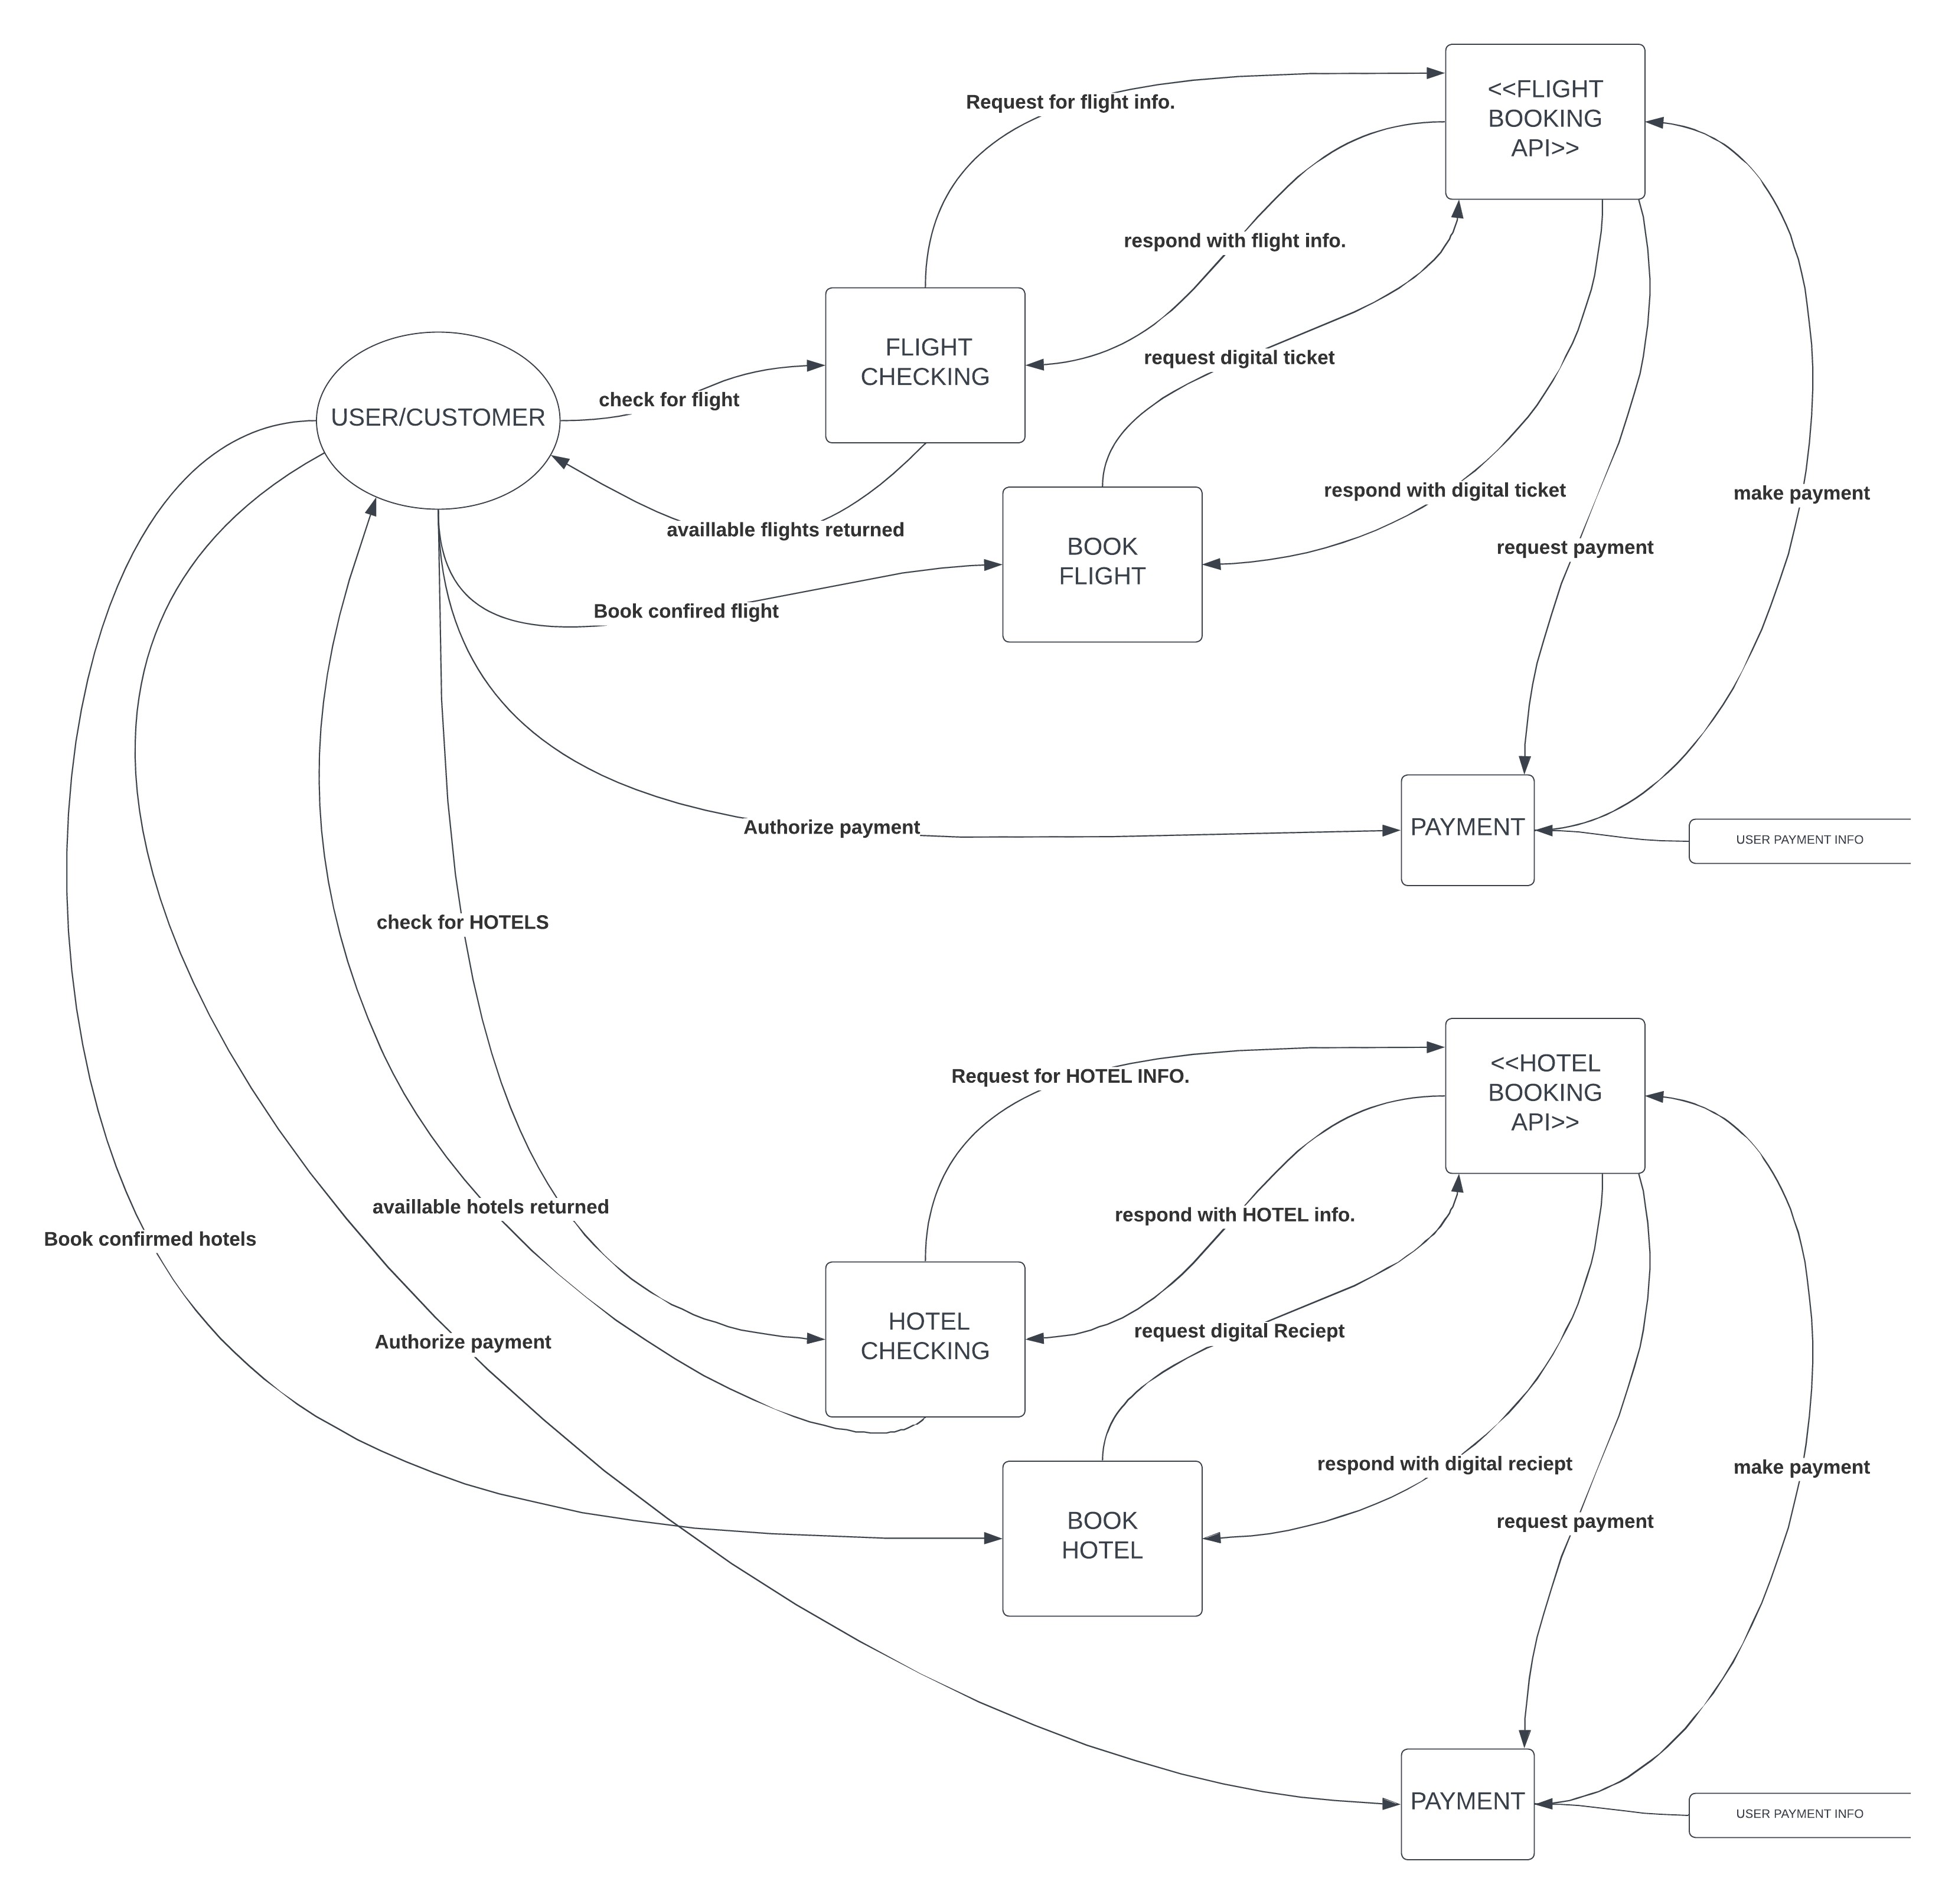 <<FLIGHT
BOOKING
API>>
Request for flight info.
respond with flight info.
FLIGHT
CHECKING
request digital ticket
check for flight
USER/CUSTOMER
respond with digital ticket
make payment
availlable flights returned
BOOK
FLIGHT
request payment
Book confired flight
Authorize payment
PAYMENT
USER PAYMENT INFO
check for HOTELS
<<HOTEL
BOOKING
API>>
Request for HOTEL INFO.
availlable hotels returned
respond with HOTEL info.
Book confirmed hotels
HOTEL
CHECKING
request digital Reciept
Authorize payment
respond with digital reciept
make payment
BOOK
HOTEL
request payment
PAYMENT
USER PAYMENT INFO